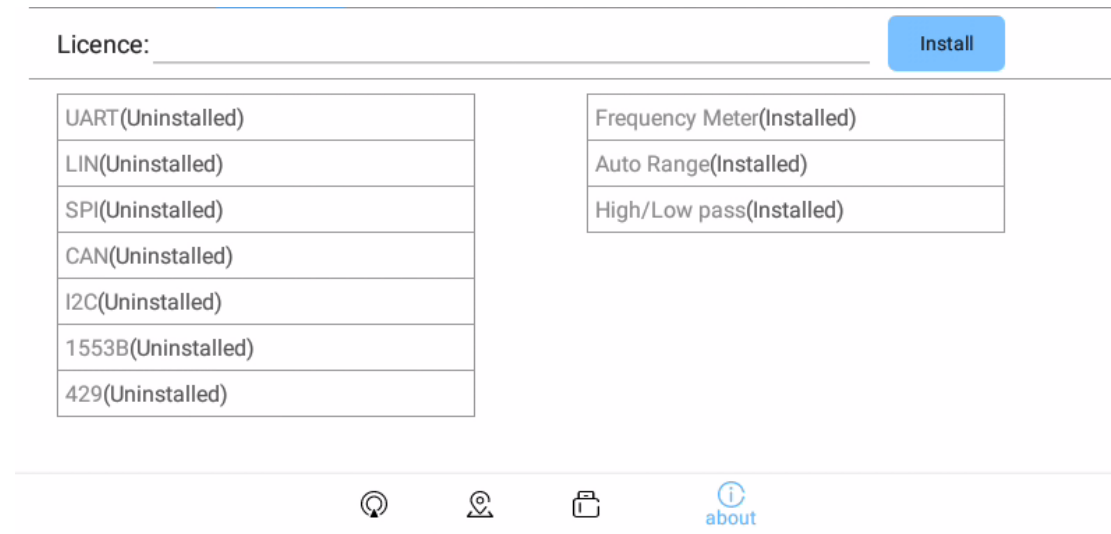 Licence:
Install
UART(Uninstalled)
LIN(Uninstalled)
SPI(Uninstalled)
CAN(Uninstalled)
I2C(Uninstalled)
1553B(Uninstalled)
429(Uninstalled)
Frequency Meter(Installed)
Auto Range(Installed)
High/Low pass(Installed)
about